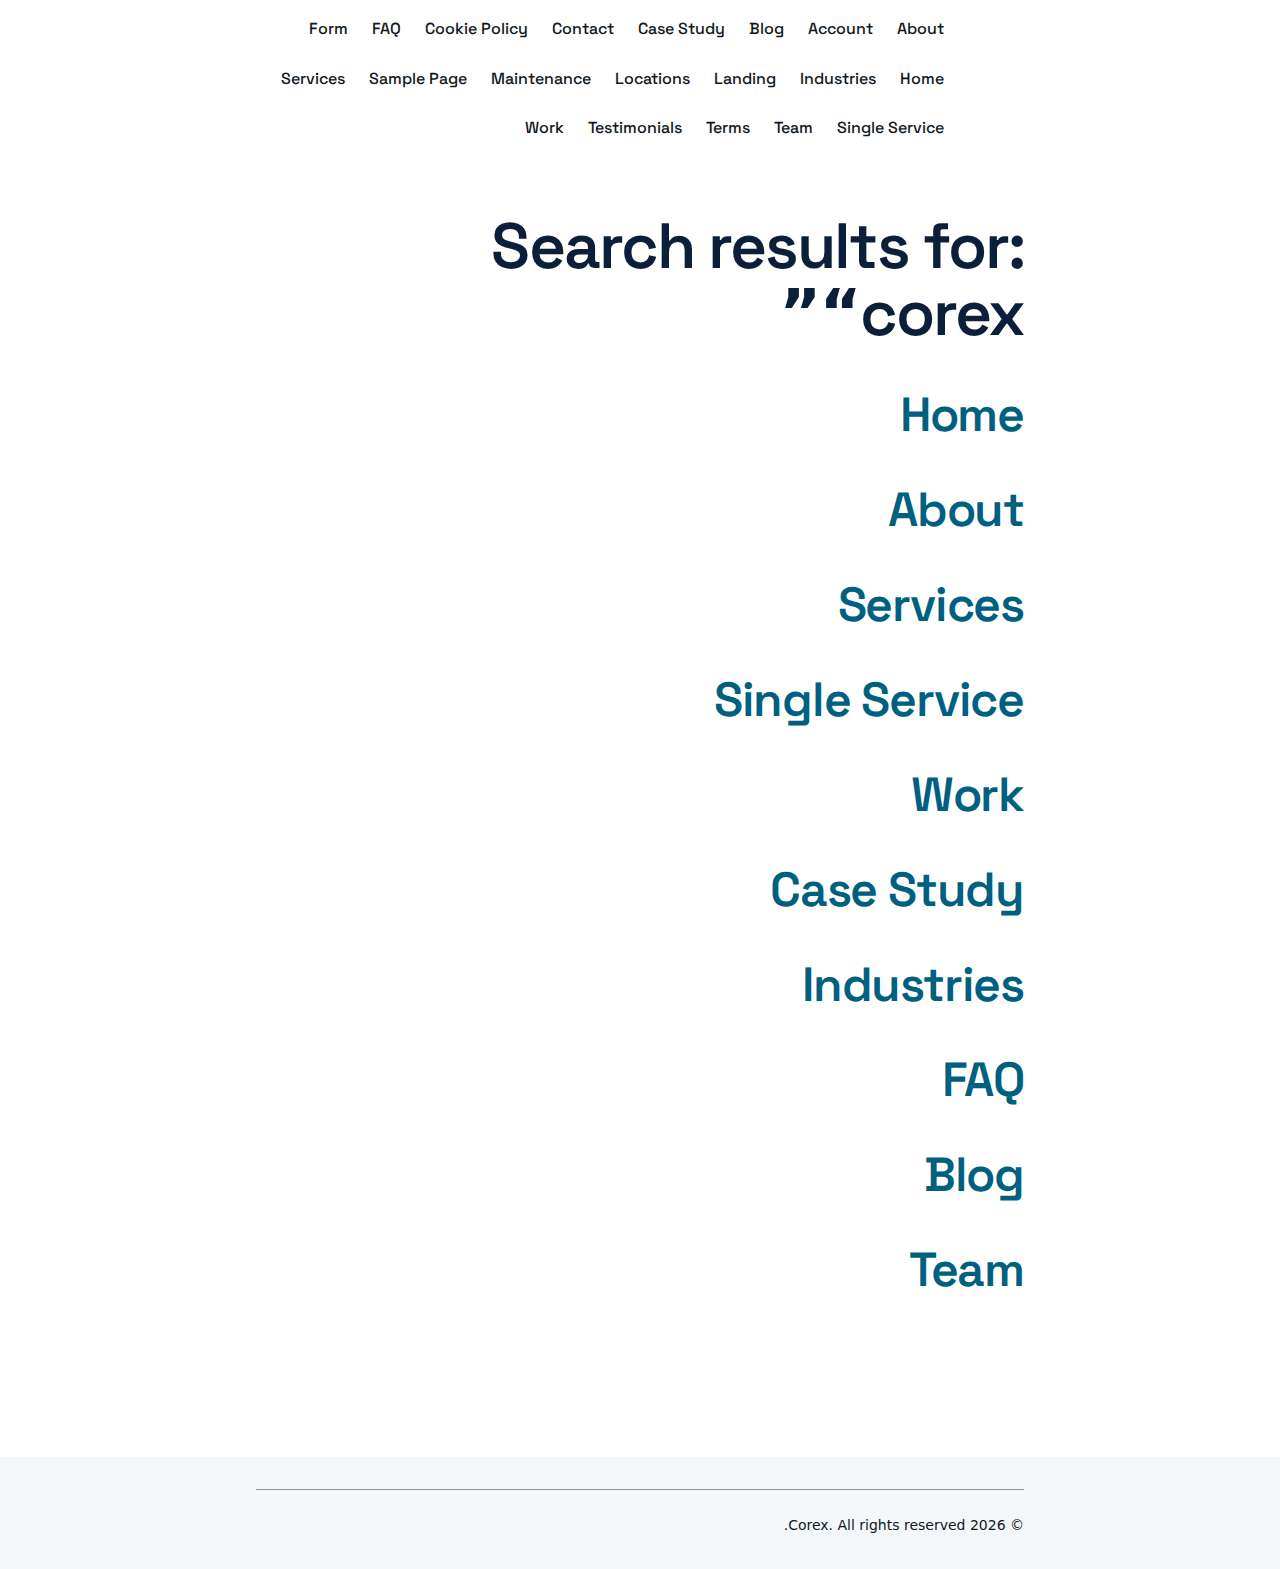 About Account Blog Case Study Contact Cookie Policy FAQ Form
Home Industries Landing Locations Maintenance Sample Page Services
Single Service Team Terms Testimonials Work
Search results for:
”“corex
Home
About
Services
Single Service
Work
Case Study
Industries
FAQ
Blog
Team
.Corex. All rights reserved 2026 ©